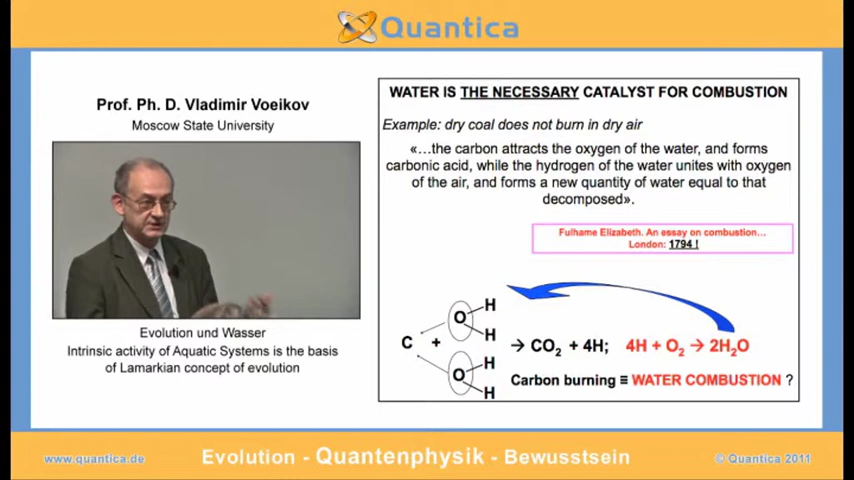 Quantica
Prof. Ph. D. Vladimir Voeikov
Moscow State University
Evolution und Wasser
Intrinsic activity of Aquatic Systems is the basis
of Lamarkian concept of evolution
WATER IS THE NECESSARY CATALYST FOR COMBUSTION
Example: dry coal does not burn in dry air
«…the carbon attracts the oxygen of the water, and forms
carbonic acid, while the hydrogen of the water unites with oxygen
of the air, and forms a new quantity of water equal to that
decomposed».
Fulhame Elizabeth. An essay on combustion…
London: 1794 !
H
O
H
C + → CO₂ + 4H; 4H + O₂ → 2H₂O
H
O
H
Carbon burning ≡ WATER COMBUSTION ?
www.quantica.de Evolution - Quantenphysik - Bewusstsein © Quantica 2011